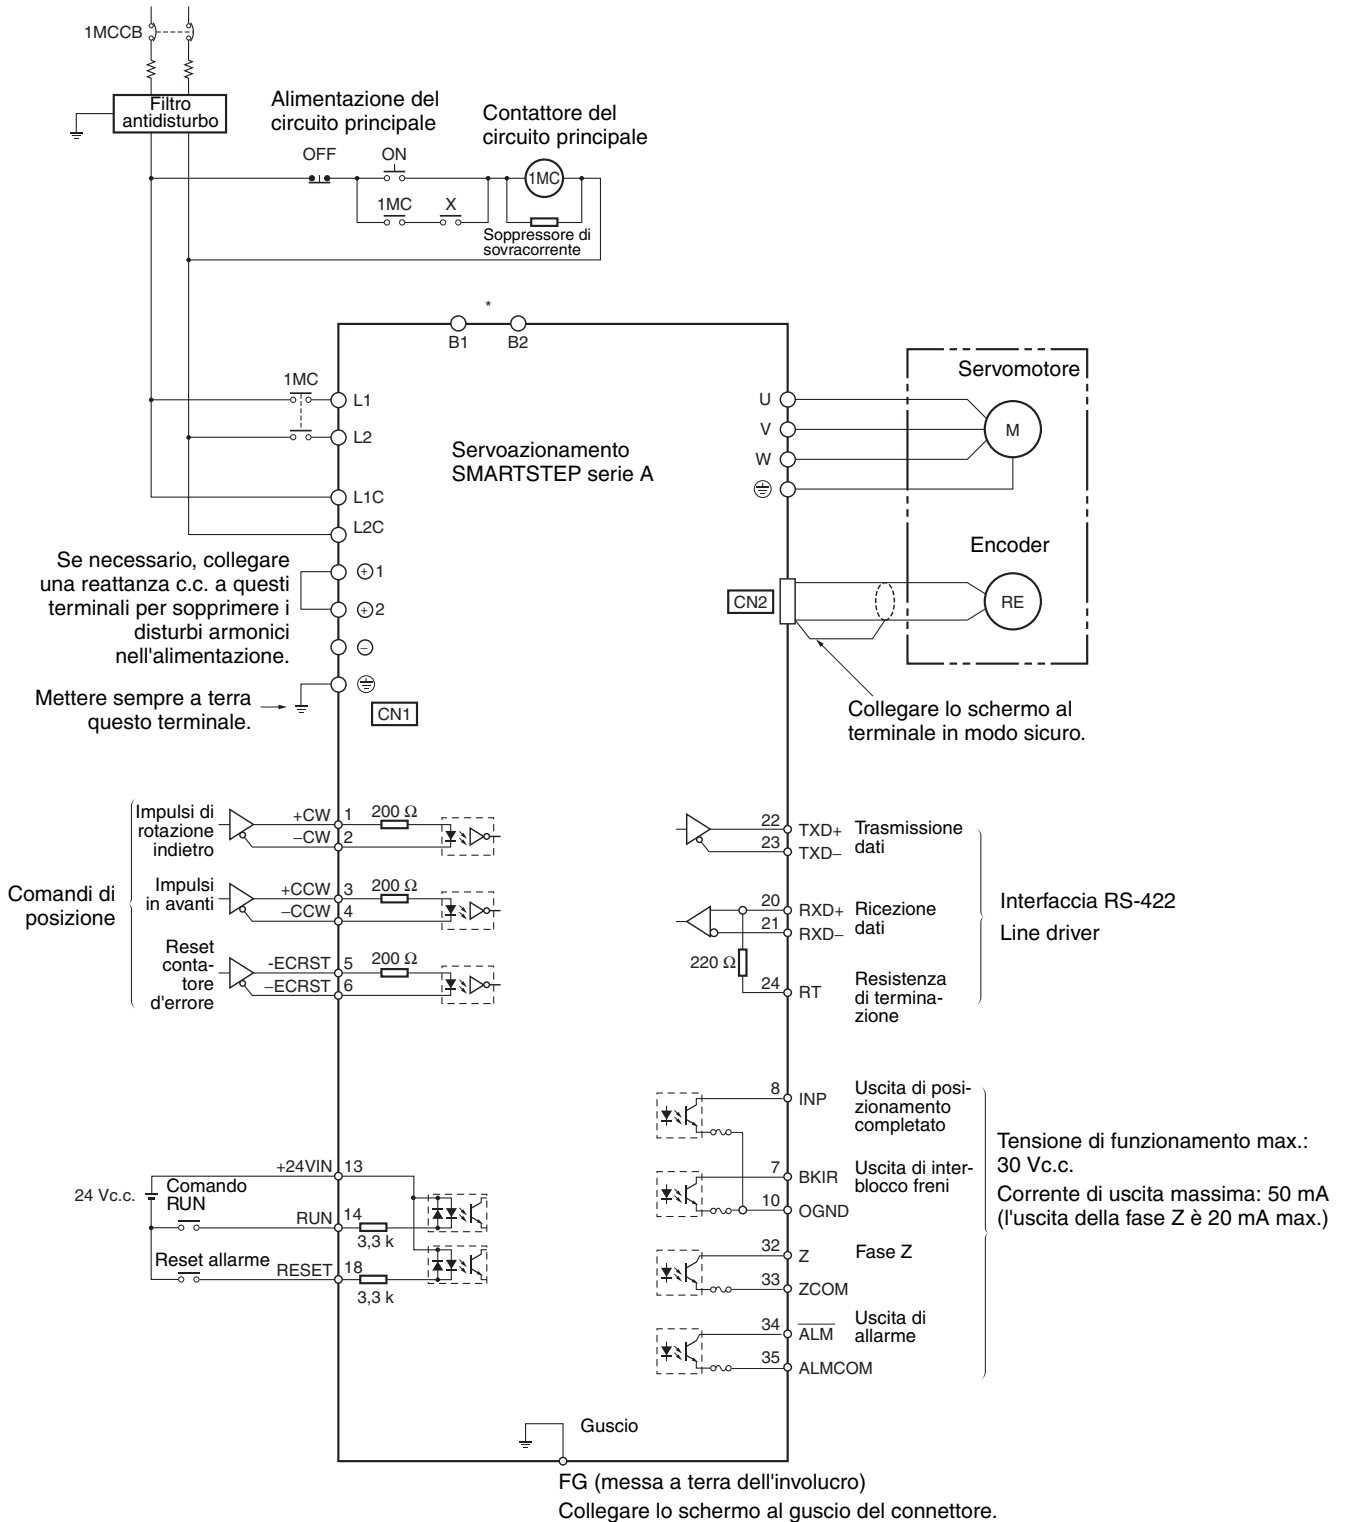 1MCCB
Filtro
antidisturbo
Alimentazione del
circuito principale
Contattore del
circuito principale
OFF
ON
1MC
1MC
X
Soppressore di
sovracorrente
*
B1
B2
1MC
L1
L2
L1C
L2C
Servoazionamento
SMARTSTEP serie A
U
V
W
Servomotore
M
Encoder
RE
CN2
Collegare lo schermo al
terminale in modo sicuro.
Se necessario, collegare
una reattanza c.c. a questi
terminali per sopprimere i
disturbi armonici
nell'alimentazione.
+1
+2
−
Mettere sempre a terra
questo terminale.
CN1
Comandi di
posizione
Impulsi di
rotazione
indietro
+CW 1 200 Ω
−CW 2
Impulsi
in avanti
+CCW 3 200 Ω
−CCW 4
Reset
conta-
tore
d'errore
-ECRST 5 200 Ω
−ECRST 6
22 TXD+
23 TXD−
Trasmissione
dati
20 RXD+
21 RXD−
Ricezione
dati
220 Ω
24 RT
Resistenza
di termina-
zione
Interfaccia RS-422
Line driver
24 Vc.c.
+24VIN 13
Comando
RUN
RUN 14
3,3 k
Reset allarme
RESET 18
3,3 k
8 INP
Uscita di posi-
zionamento
completato
7 BKIR
Uscita di inter-
blocco freni
10 OGND
32 Z
Fase Z
33 ZCOM
34 ALM
Uscita di
allarme
35 ALMCOM
Tensione di funzionamento max.:
30 Vc.c.
Corrente di uscita massima: 50 mA
(l'uscita della fase Z è 20 mA max.)
Guscio
FG (messa a terra dell'involucro)
Collegare lo schermo al guscio del connettore.